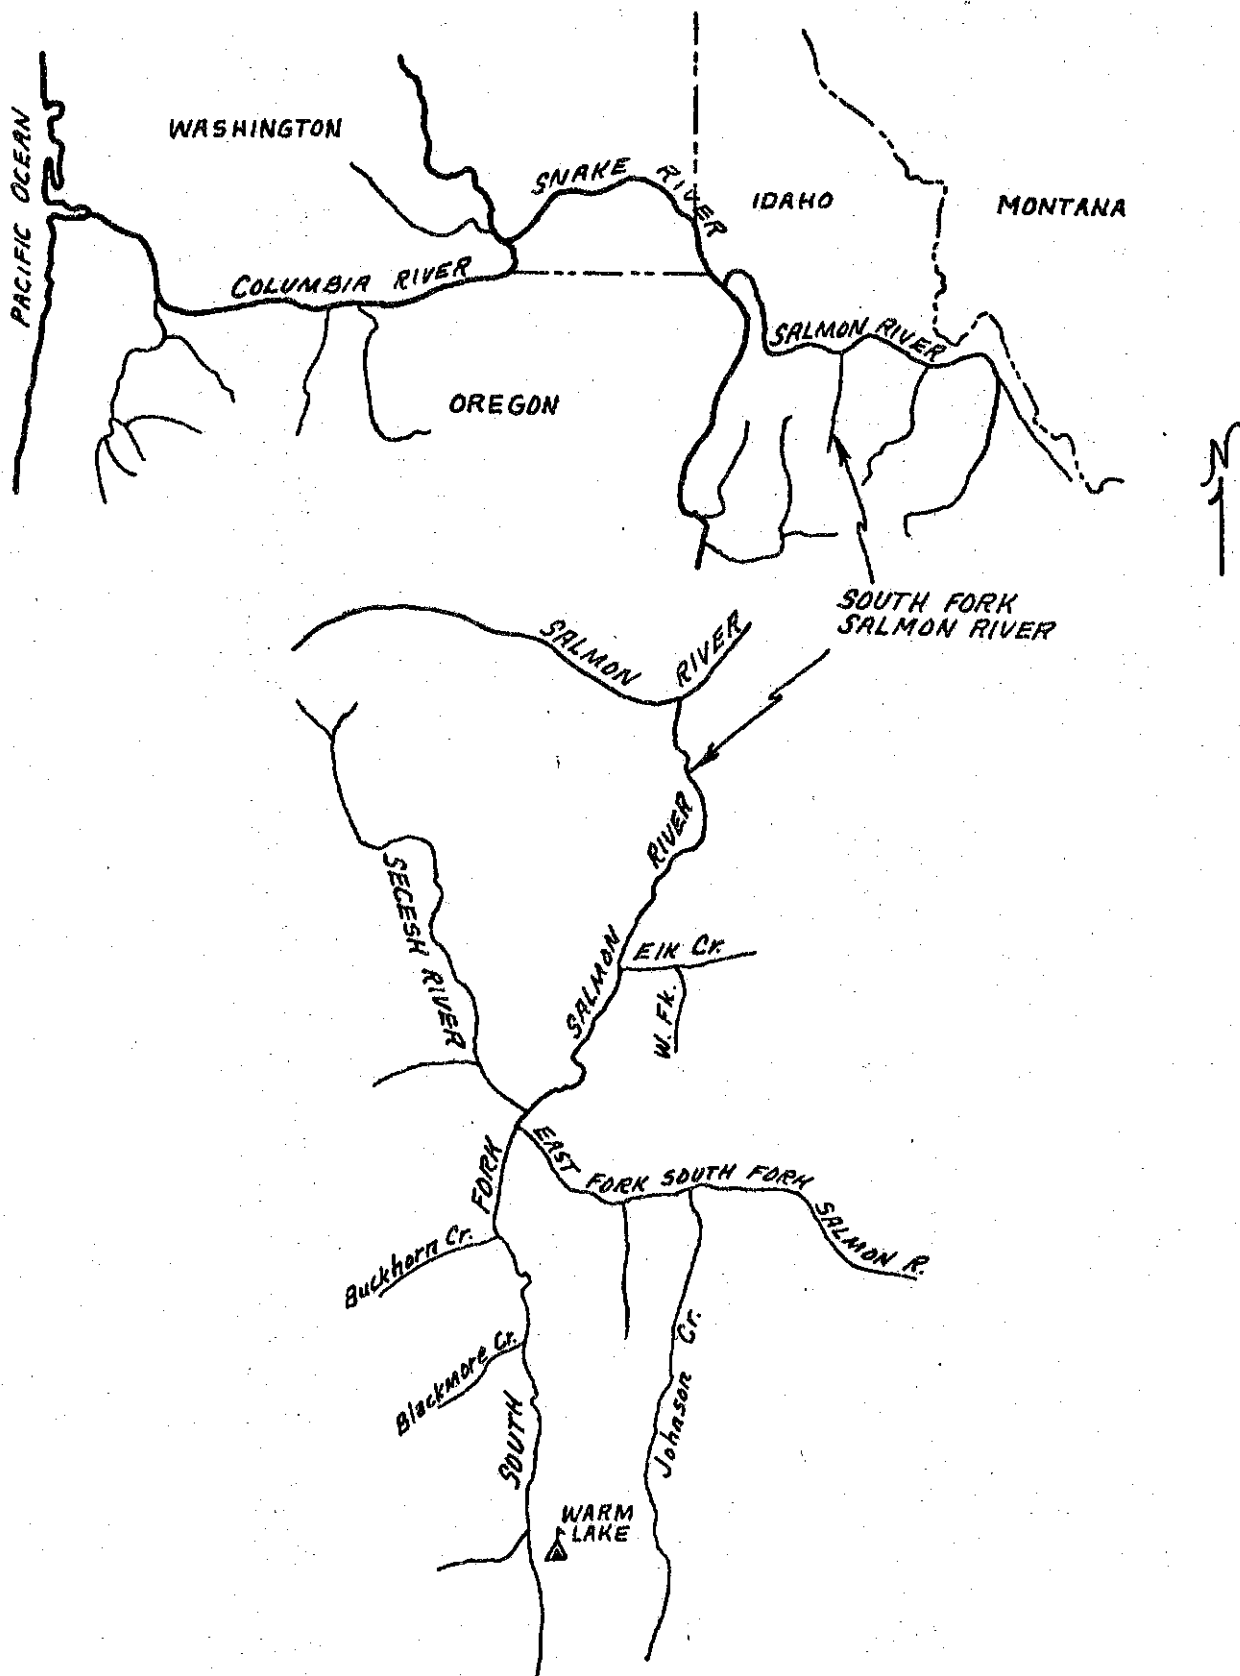 PACIFIC OCEAN
WASHINGTON
SNAKE RIVER
IDAHO
MONTANA
COLUMBIA RIVER
SALMON RIVER
OREGON
N
SOUTH FORK
SALMON RIVER
SALMON RIVER
SECESH RIVER
SOUTH FORK SALMON RIVER
Elk Cr.
W. Fk.
EAST FORK SOUTH FORK SALMON R.
Buckhorn Cr.
Blackmore Cr.
Johnson Cr.
WARM
LAKE